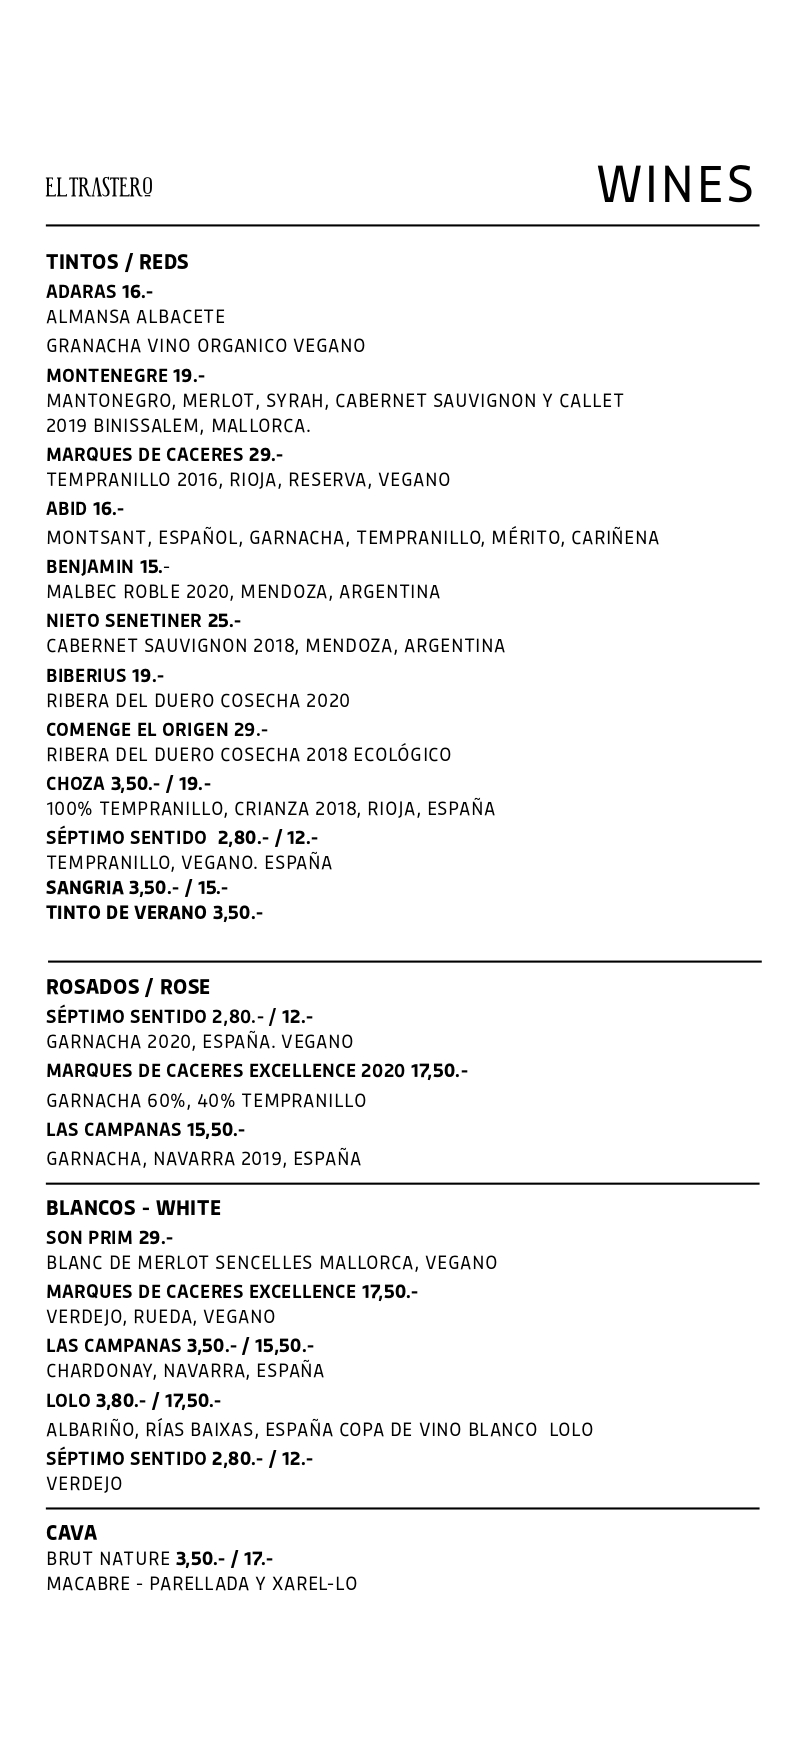 EL TRASTERO
WINES
TINTOS / REDS
ADARAS 16.-
ALMANSA ALBACETE
GRANACHA VINO ORGANICO VEGANO
MONTENEGRE 19.-
MANTONEGRO, MERLOT, SYRAH, CABERNET SAUVIGNON Y CALLET
2019 BINISSALEM, MALLORCA.
MARQUES DE CACERES 29.-
TEMPRANILLO 2016, RIOJA, RESERVA, VEGANO
ABID 16.-
MONTSANT, ESPAÑOL, GARNACHA, TEMPRANILLO, MÉRITO, CARIÑENA
BENJAMIN 15.-
MALBEC ROBLE 2020, MENDOZA, ARGENTINA
NIETO SENETINER 25.-
CABERNET SAUVIGNON 2018, MENDOZA, ARGENTINA
BIBERIUS 19.-
RIBERA DEL DUERO COSECHA 2020
COMENGE EL ORIGEN 29.-
RIBERA DEL DUERO COSECHA 2018 ECOLÓGICO
CHOZA 3,50.- / 19.-
100% TEMPRANILLO, CRIANZA 2018, RIOJA, ESPAÑA
SÉPTIMO SENTIDO  2,80.- / 12.-
TEMPRANILLO, VEGANO. ESPAÑA
SANGRIA 3,50.- / 15.-
TINTO DE VERANO 3,50.-
ROSADOS / ROSE
SÉPTIMO SENTIDO 2,80.- / 12.-
GARNACHA 2020, ESPAÑA. VEGANO
MARQUES DE CACERES EXCELLENCE 2020 17,50.-
GARNACHA 60%, 40% TEMPRANILLO
LAS CAMPANAS 15,50.-
GARNACHA, NAVARRA 2019, ESPAÑA
BLANCOS - WHITE
SON PRIM 29.-
BLANC DE MERLOT SENCELLES MALLORCA, VEGANO
MARQUES DE CACERES EXCELLENCE 17,50.-
VERDEJO, RUEDA, VEGANO
LAS CAMPANAS 3,50.- / 15,50.-
CHARDONAY, NAVARRA, ESPAÑA
LOLO 3,80.- / 17,50.-
ALBARIÑO, RÍAS BAIXAS, ESPAÑA COPA DE VINO BLANCO  LOLO
SÉPTIMO SENTIDO 2,80.- / 12.-
VERDEJO
CAVA
BRUT NATURE 3,50.- / 17.-
MACABRE - PARELLADA Y XAREL-LO